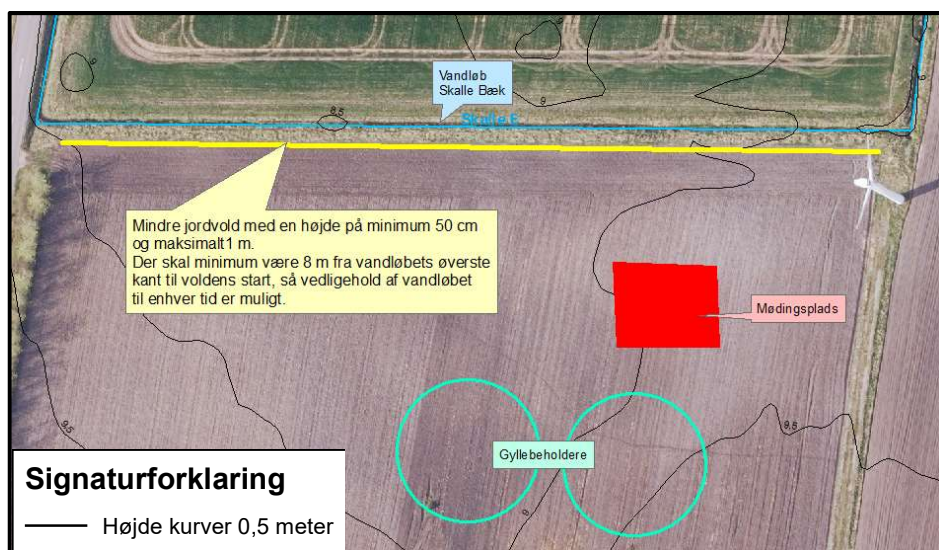 Vandløb
Skalle Bæk
Mindre jordvold med en højde på minimum 50 cm
og maksimalt1 m.
Der skal minimum være 8 m fra vandløbets øverste
kant til voldens start, så vedligehold af vandløbet
til enhver tid er muligt.
Mødingsplads
Gyllebeholdere
8,5
9
9
9,5
9,5
9
Signaturforklaring
Højde kurver 0,5 meter